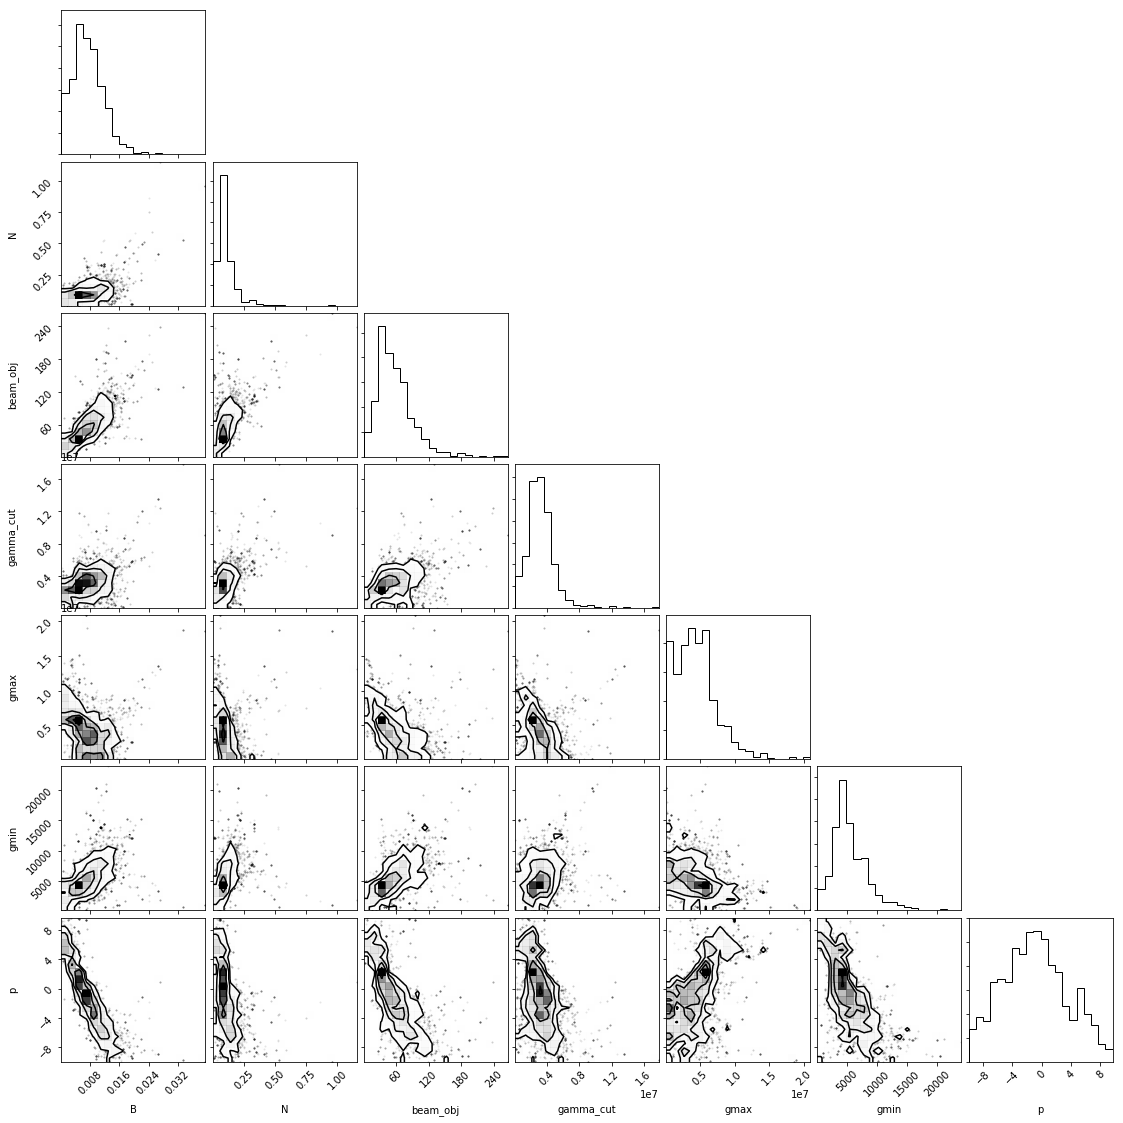 N
1.00
0.75
0.50
0.25
beam_obj
240
180
120
60
1e7
gamma_cut
1.6
1.2
0.8
0.4
1e7
gmax
2.0
1.5
1.0
0.5
gmin
20000
15000
10000
5000
p
8
4
0
−4
−8
0.008 0.016 0.024 0.032
0.25 0.50 0.75 1.00
60 120 180 240
0.4 0.8 1.2 1.6
0.5 1.0 1.5 2.0
5000 10000 15000 20000
−8 −4 0 4 8
1e7 1e7
B N beam_obj gamma_cut gmax gmin p